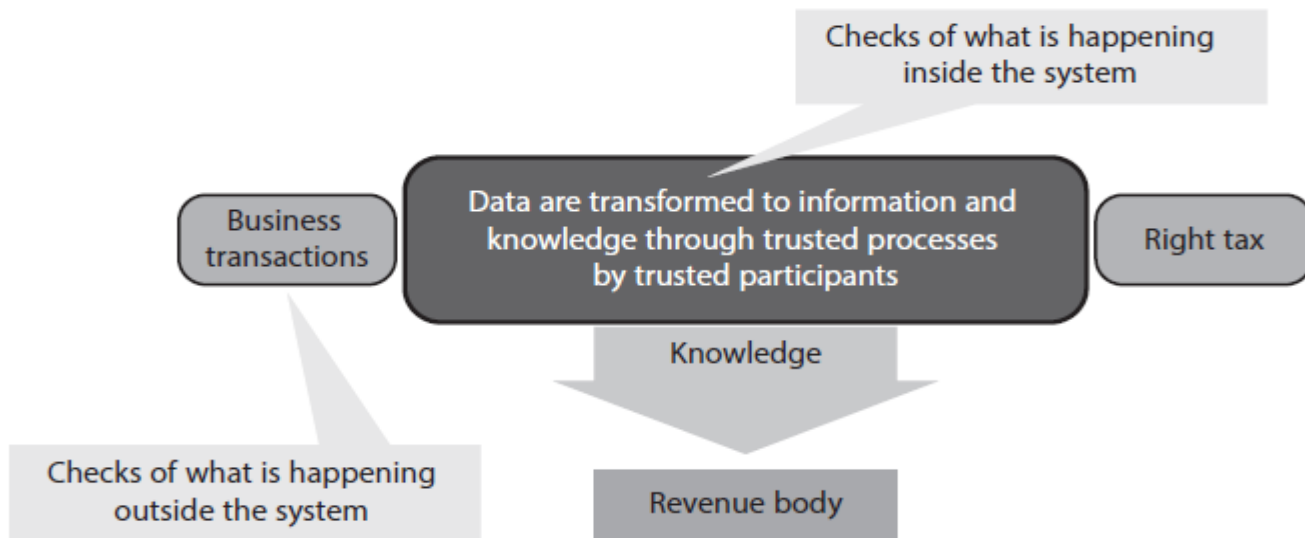 Checks of what is happening
inside the system
Business
transactions
Data are transformed to information and
knowledge through trusted processes
by trusted participants
Right tax
Knowledge
Checks of what is happening
outside the system
Revenue body